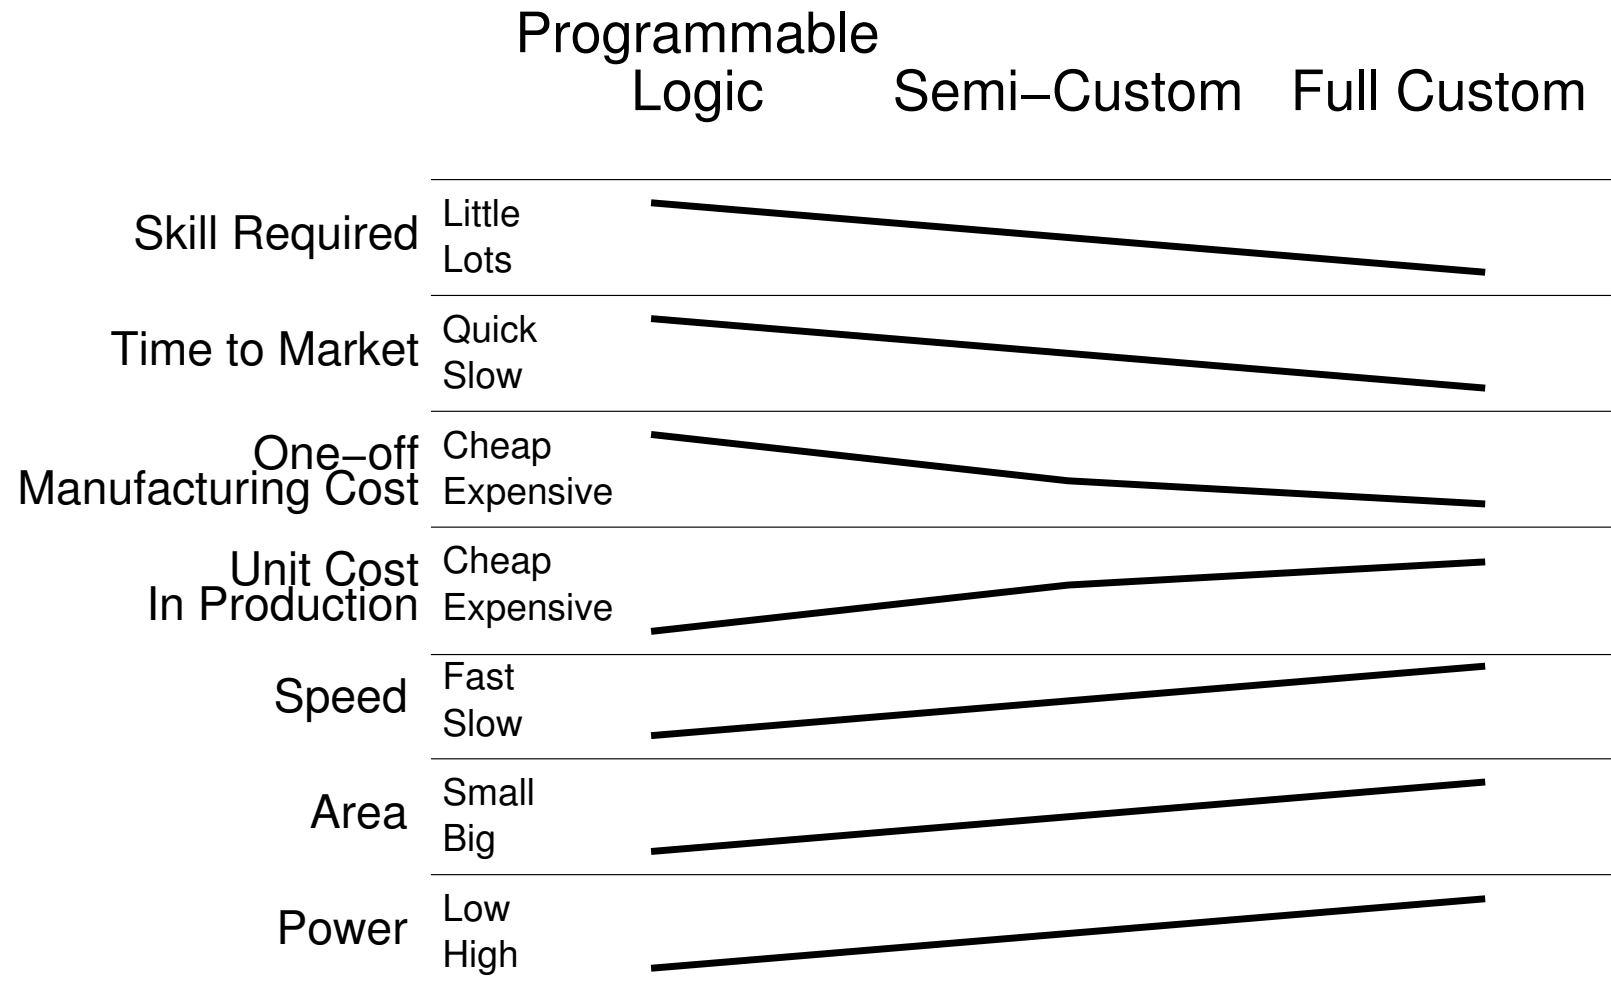 Programmable
Logic Semi–Custom Full Custom
Skill Required
Little
Lots
Time to Market
Quick
Slow
One–off
Manufacturing Cost
Cheap
Expensive
Unit Cost
In Production
Cheap
Expensive
Speed
Fast
Slow
Area
Small
Big
Power
Low
High